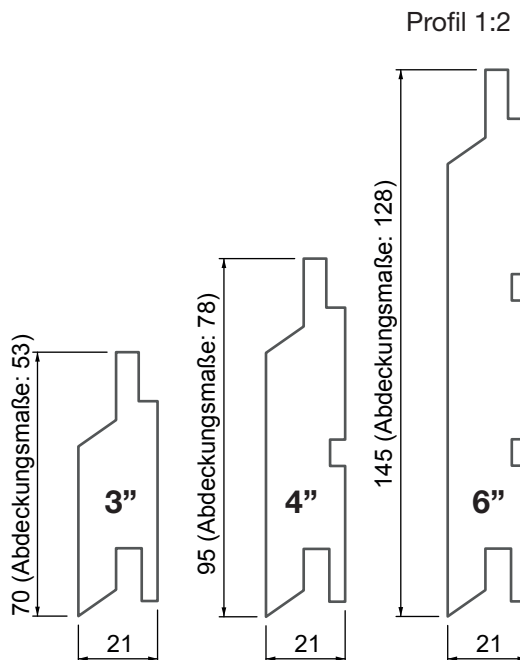 Profil 1:2
70 (Abdeckungsmaße: 53)
3”
21
95 (Abdeckungsmaße: 78)
4”
21
145 (Abdeckungsmaße: 128)
6”
21